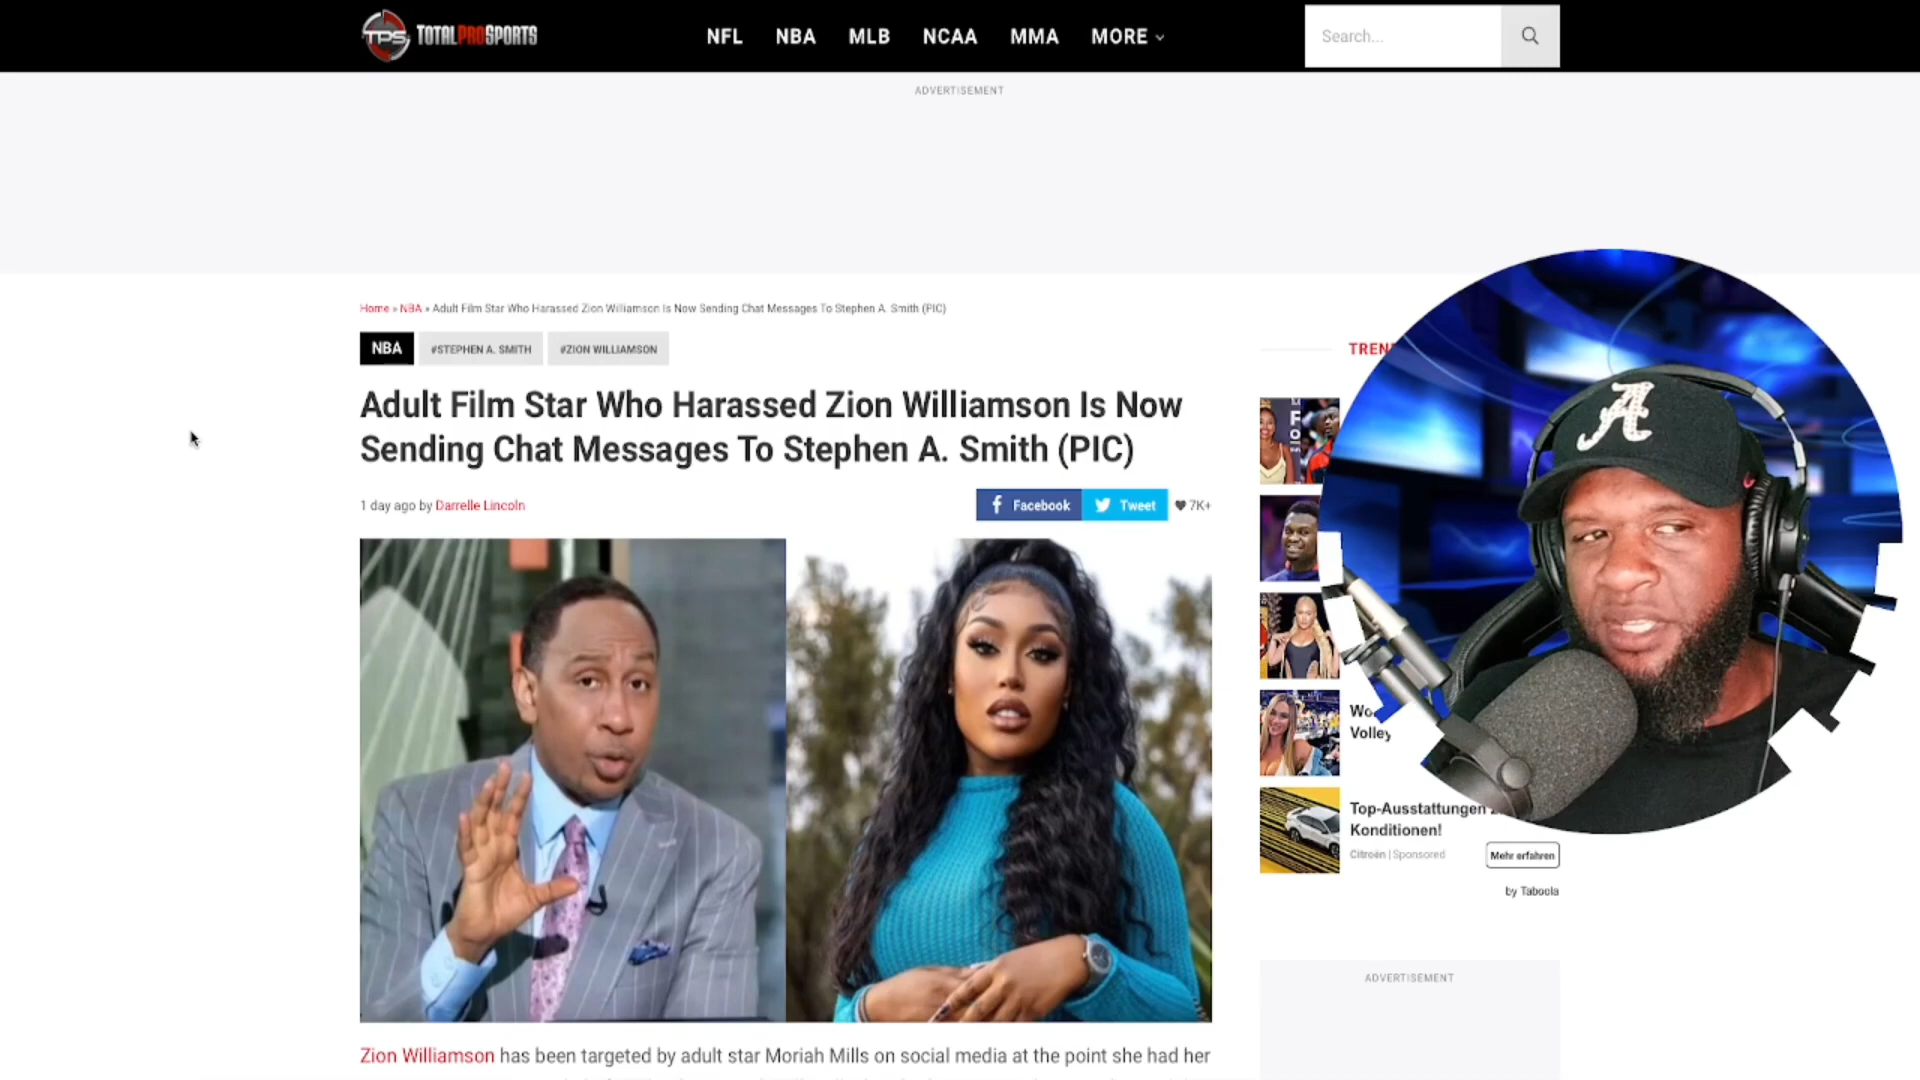 TPS TOTALPROSPORTS
NFL NBA MLB NCAA MMA MORE
Search...
ADVERTISEMENT
Home » NBA » Adult Film Star Who Harassed Zion Williamson Is Now Sending Chat Messages To Stephen A. Smith (PIC)
NBA #STEPHEN A. SMITH #ZION WILLIAMSON
Adult Film Star Who Harassed Zion Williamson Is Now
Sending Chat Messages To Stephen A. Smith (PIC)
1 day ago by Darrelle Lincoln
Facebook Tweet 7K+
Zion Williamson has been targeted by adult star Moriah Mills on social media at the point she had her
A
Top-Ausstattungen
Konditionen!
Citroën | Sponsored
Mehr erfahren
by Taboola
ADVERTISEMENT